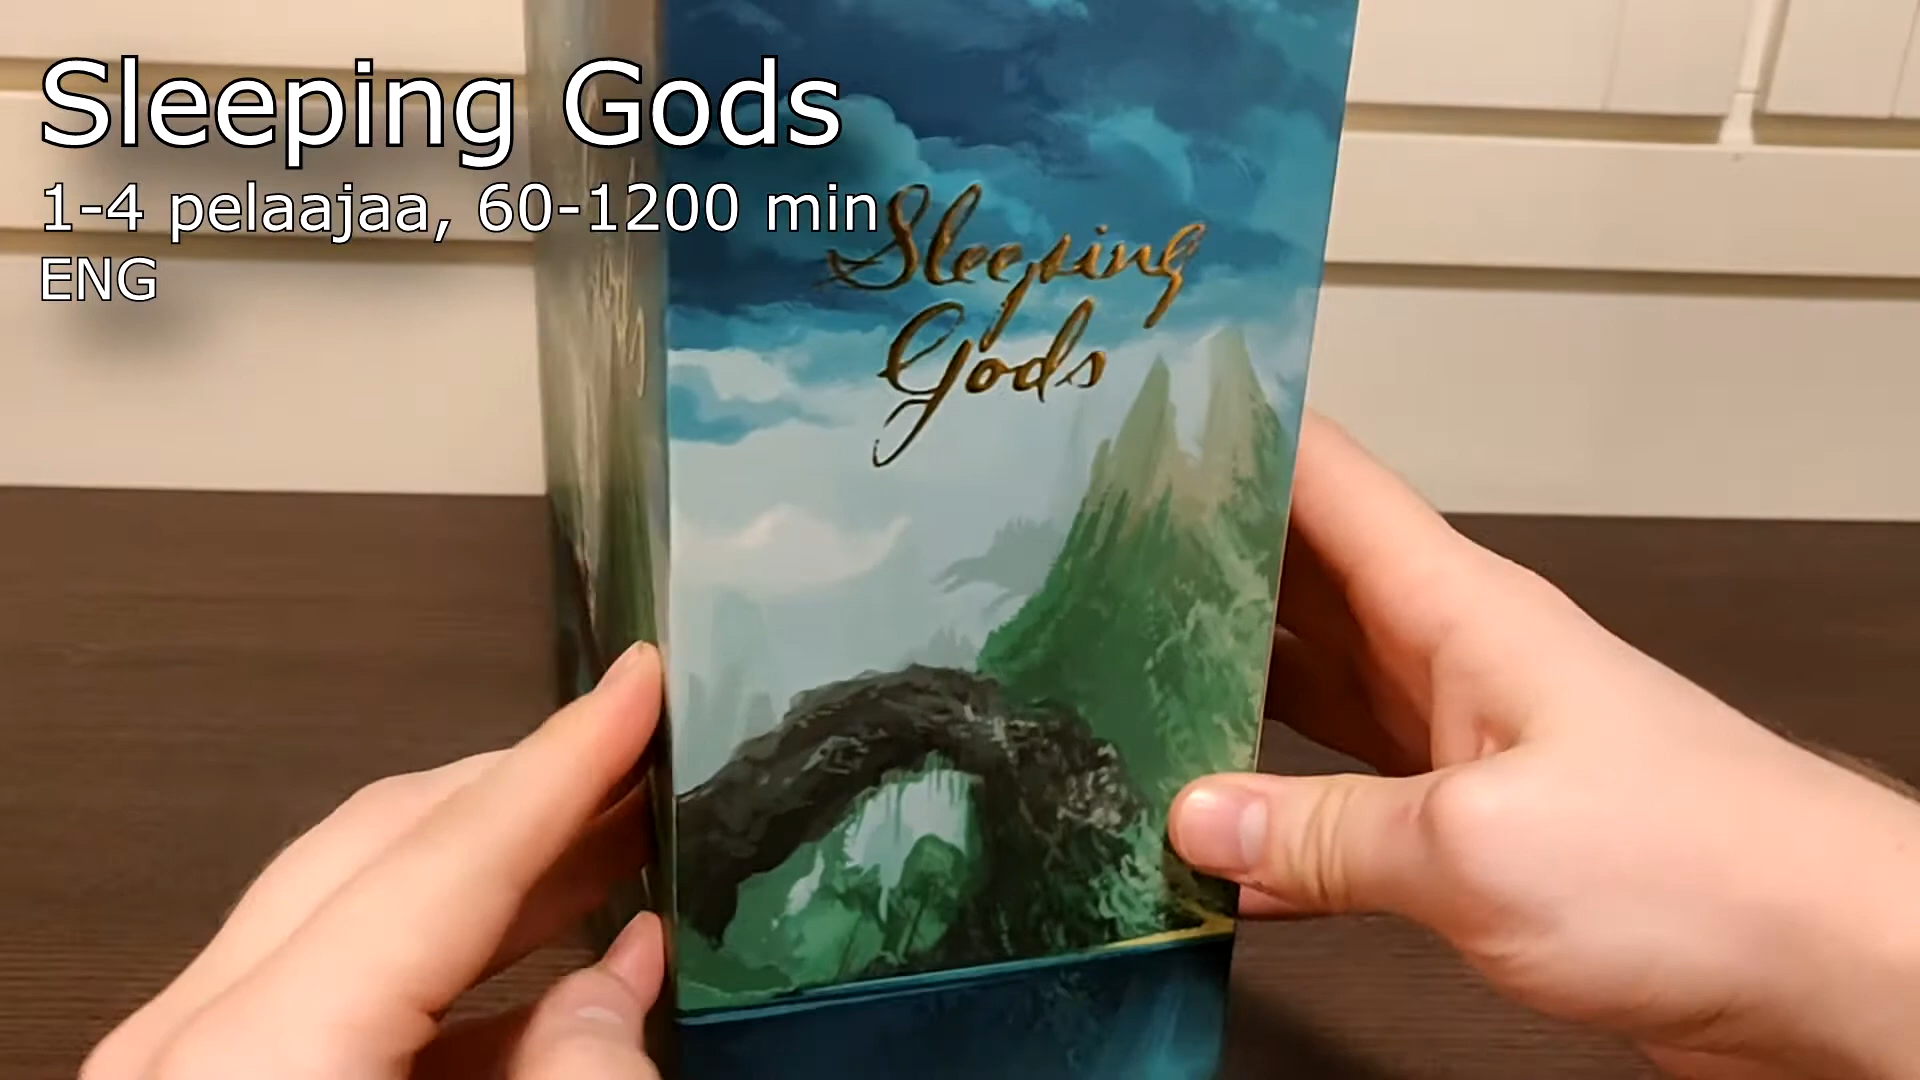 Sleeping Gods
1-4 pelaajaa, 60-1200 min
ENG
Sleeping
Gods